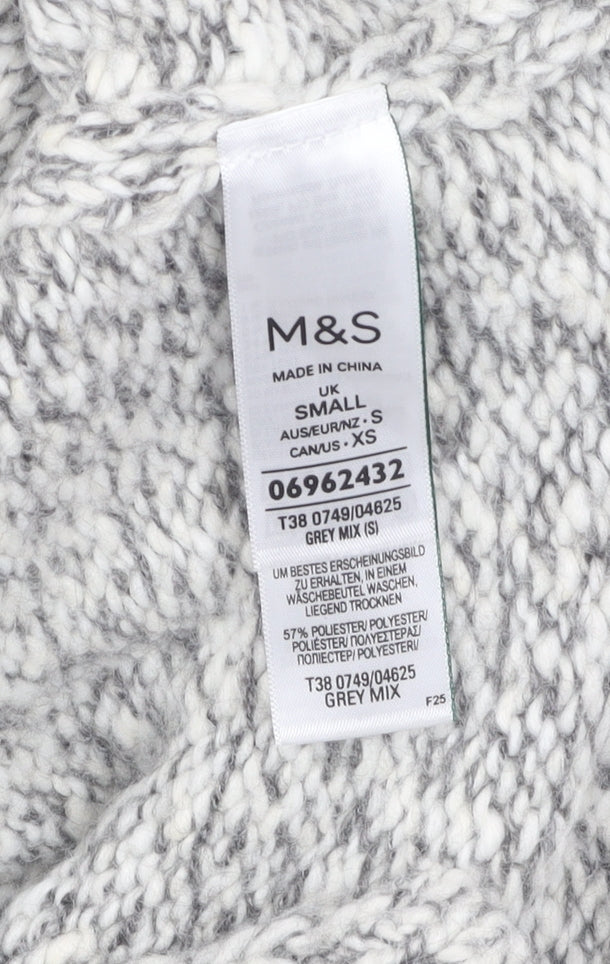 M&S
MADE IN CHINA
UK
SMALL
AUS/EUR/NZ • S
CAN/US • XS
06962432
T38 0749/04625
GREY MIX (S)
UM BESTES ERSCHEINUNGSBILD
ZU ERHALTEN, IN EINEM
WÄSCHEBEUTEL WASCHEN,
LIEGEND TROCKNEN
57% POLIESTER/ POLYESTER/
POLIÉSTER/ ΠΟΛΥΕΣΤΕΡΑΣ/
ПОЛІЕСТЕР/ POLYESTERI/
T38 0749/04625
GREY MIX
F25